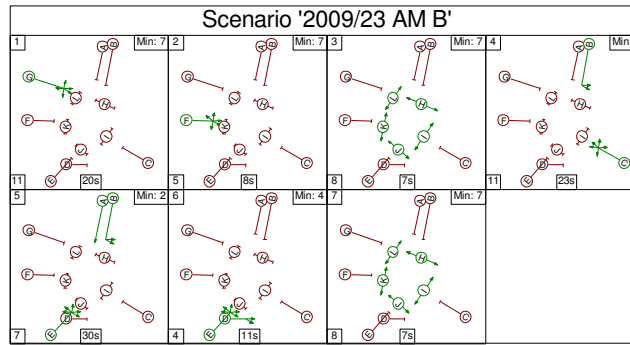 Scenario '2009/23 AM B'
1 Min: 7 2 Min: 7 3 Min: 7 4 Min: 7
A B A B A B A B
G G G G
L H L H L H L H
F K I F K I F K I F K I
J J J J
D C D C D C D C
E E E E
11 20s 5 8s 8 7s 11 23s
5 Min: 2 6 Min: 4 7 Min: 7
A B A B A B
G G G
L H L H L H
F K I F K I F K I
J J J
D C D C D C
E E E
7 30s 4 11s 8 7s